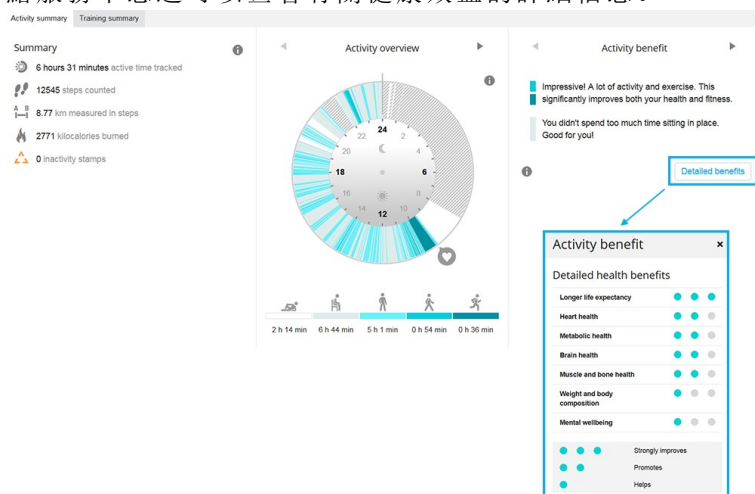 Activity summary Training summary
Summary
6 hours 31 minutes active time tracked
12545 steps counted
A B
8.77 km measured in steps
2771 kilocalories burned
0 inactivity stamps
Activity overview
24
22 2
20 4
18 6
16 8
14 10
12
2 h 14 min 6 h 44 min 5 h 1 min 0 h 54 min 0 h 36 min
Activity benefit
Impressive! A lot of activity and exercise. This
significantly improves both your health and fitness.
You didn't spend too much time sitting in place.
Good for you!
Detailed benefits
Activity benefit ×
Detailed health benefits
Longer life expectancy
Heart health
Metabolic health
Brain health
Muscle and bone health
Weight and body
composition
Mental wellbeing
Strongly improves
Promotes
Helps